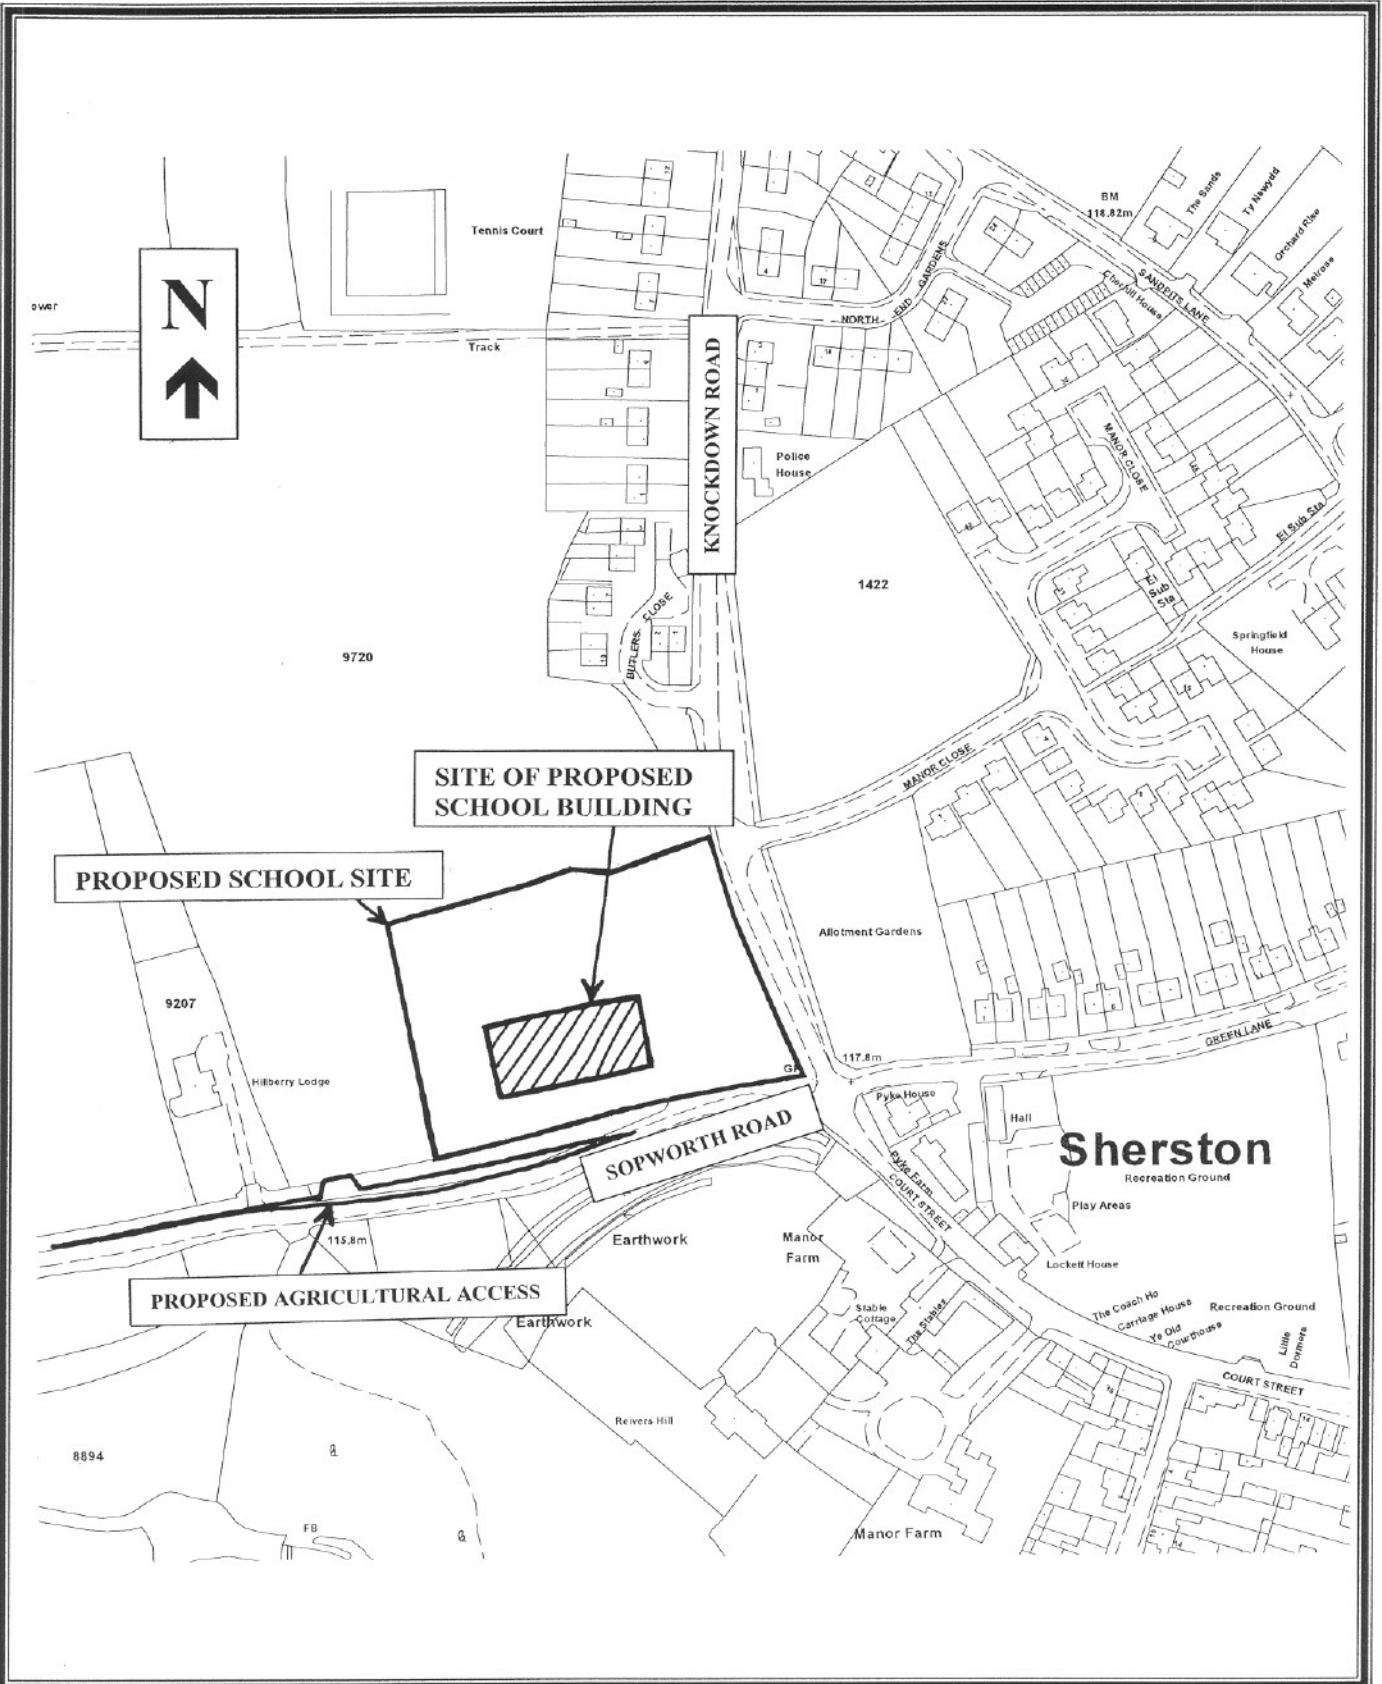 BM
118.82m
The Sands
Ty Newydd
Orchard Rise
Melrose
Tennis Court
N
ower
Track
NORTH END GARDENS
SANDPITS LANE
Cherhill House
KNOCKDOWN ROAD
Police
House
MANOR CLOSE
El Sub Sta
1422
El
Sub
Sta
BUTLERS CLOSE
Springfield
House
9720
MANOR CLOSE
SITE OF PROPOSED
SCHOOL BUILDING
PROPOSED SCHOOL SITE
Allotment Gardens
9207
GREEN LANE
117.8m
Hillberry Lodge
Pyke House
Hall
SOPWORTH ROAD
Sherston
Recreation Ground
Pyke Farm
COURT STREET
Play Areas
115.8m
Earthwork
Manor
Farm
Lockett House
PROPOSED AGRICULTURAL ACCESS
Earthwork
Stable
Cottage
The Stables
The Coach Ho
Carriage House
Ye Old
Courthouse
Recreation Ground
Little
Dormers
COURT STREET
Reivers Hill
8894
FB
Manor Farm